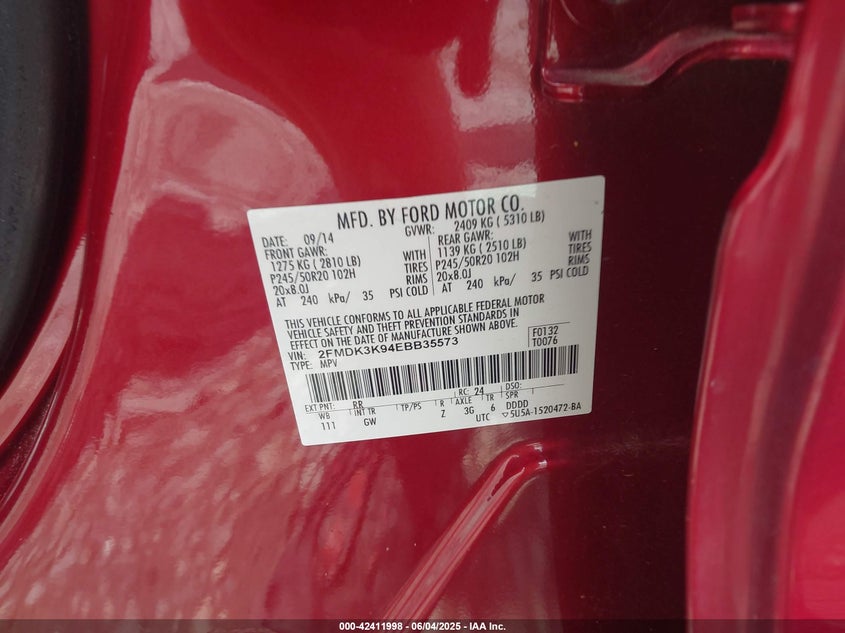 MFD. BY FORD MOTOR CO.
DATE: 09/14 GVWR: 2409 KG ( 5310 LB)
FRONT GAWR: REAR GAWR:
1275 KG ( 2810 LB) WITH 1139 KG ( 2510 LB) WITH
P245/50R20 102H TIRES P245/50R20 102H TIRES
20x8.0J RIMS 20x8.0J RIMS
AT 240 kPa/ 35 PSI COLD AT 240 kPa/ 35 PSI COLD
THIS VEHICLE CONFORMS TO ALL APPLICABLE FEDERAL MOTOR
VEHICLE SAFETY AND THEFT PREVENTION STANDARDS IN
EFFECT ON THE DATE OF MANUFACTURE SHOWN ABOVE.
VIN: 2FMDK3K94EBB35573 F0132
TYPE: MPV T0076
EXT PNT: RR RC: 24 DSO:
WB INT TR TP/PS R AXLE TR SPR
111 GW Z 3G 6 DDDD
UTC ▽5U5A-1520472-BA
000-42411998 | 06/04/2025 - IAA Inc.